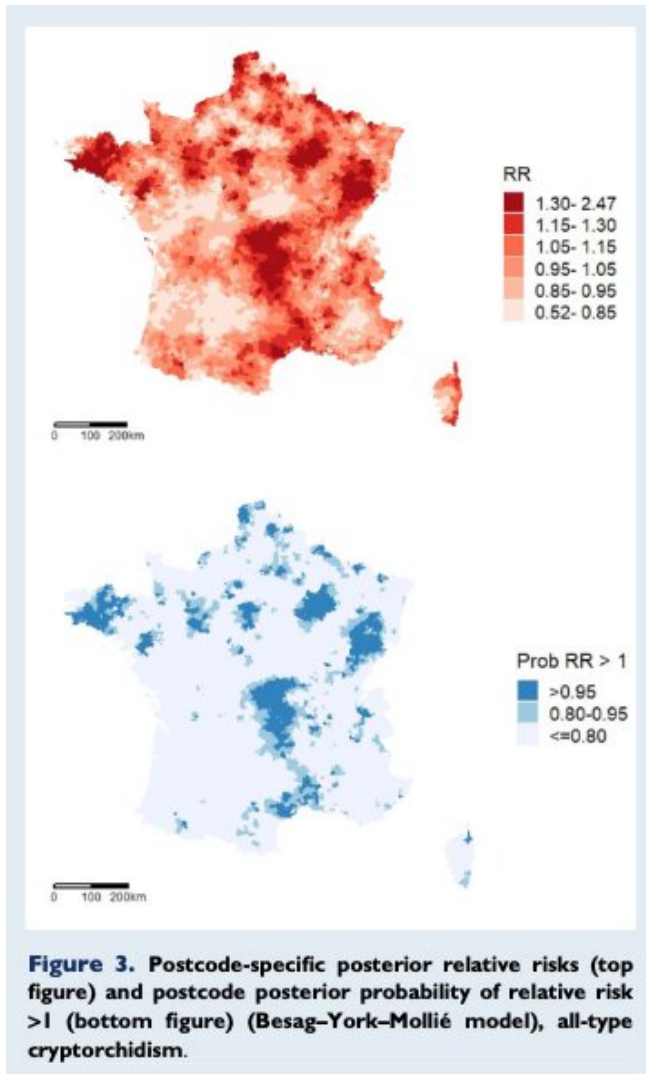 RR
1.30- 2.47
1.15- 1.30
1.05- 1.15
0.95- 1.05
0.85- 0.95
0.52- 0.85
0 100 200km
Prob RR > 1
>0.95
0.80-0.95
<=0.80
0 100 200km
Figure 3. Postcode-specific posterior relative risks (top
figure) and postcode posterior probability of relative risk
>1 (bottom figure) (Besag–York–Mollié model), all-type
cryptorchidism.